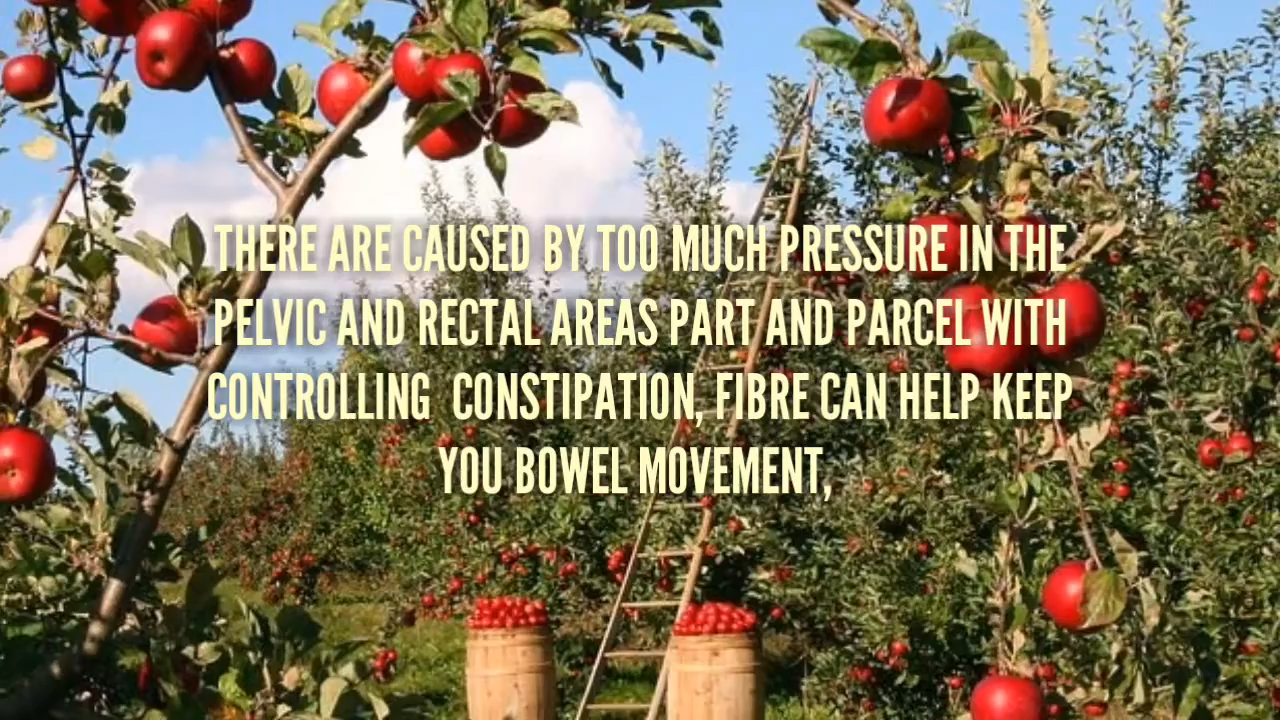 THERE ARE CAUSED BY TOO MUCH PRESSURE IN THE
PELVIC AND RECTAL AREAS PART AND PARCEL WITH
CONTROLLING CONSTIPATION, FIBRE CAN HELP KEEP
YOU BOWEL MOVEMENT,